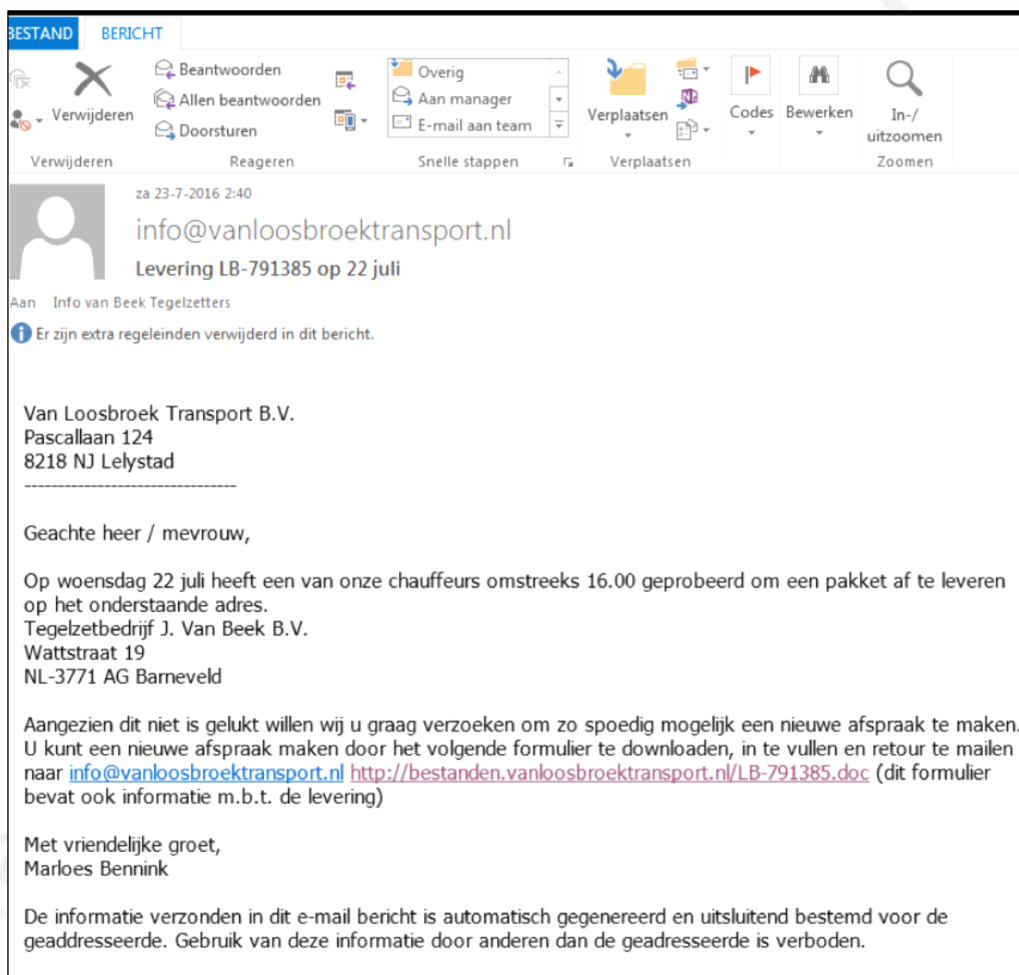 BESTAND BERICHT
Verwijderen
Beantwoorden
Allen beantwoorden
Doorsturen
Overig
Aan manager
E-mail aan team
Verplaatsen
Codes
Bewerken
In-/
uitzoomen
Verwijderen Reageren Snelle stappen Verplaatsen Zoomen
za 23-7-2016 2:40
info@vanloosbroektransport.nl
Levering LB-791385 op 22 juli
Aan Info van Beek Tegelzetters
Er zijn extra regeleinden verwijderd in dit bericht.
Van Loosbroek Transport B.V.
Pascallaan 124
8218 NJ Lelystad
--------------------------------
Geachte heer / mevrouw,
Op woensdag 22 juli heeft een van onze chauffeurs omstreeks 16.00 geprobeerd om een pakket af te leveren
op het onderstaande adres.
Tegelzetbedrijf J. Van Beek B.V.
Wattstraat 19
NL-3771 AG Barneveld
Aangezien dit niet is gelukt willen wij u graag verzoeken om zo spoedig mogelijk een nieuwe afspraak te maken.
U kunt een nieuwe afspraak maken door het volgende formulier te downloaden, in te vullen en retour te mailen
naar info@vanloosbroektransport.nl http://bestanden.vanloosbroektransport.nl/LB-791385.doc (dit formulier
bevat ook informatie m.b.t. de levering)
Met vriendelijke groet,
Marloes Bennink
De informatie verzonden in dit e-mail bericht is automatisch gegenereerd en uitsluitend bestemd voor de
geaddresseerde. Gebruik van deze informatie door anderen dan de geadresseerde is verboden.